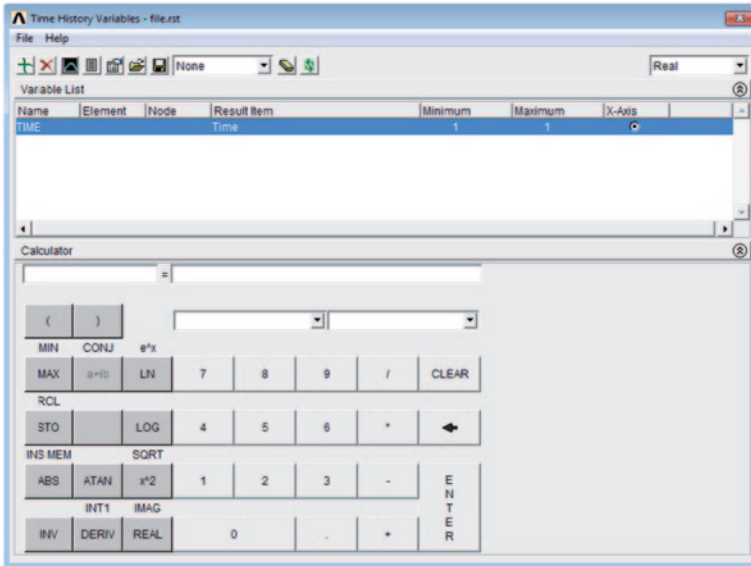 Time History Variables - file.rst
File Help
None Real
Variable List
Name Element Node Result Item Minimum Maximum X-Axis
TIME Time 1 1
Calculator
=
( )
MIN CONJ e^x
MAX a+ib LN 7 8 9 / CLEAR
RCL
STO LOG 4 5 6 *
INS MEM SQRT
ABS ATAN x^2 1 2 3 - ENTER
INT1 IMAG
INV DERIV REAL 0 . +